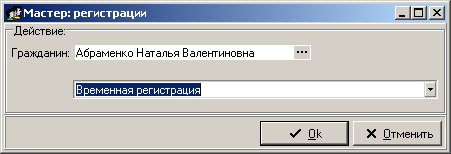 Мастер: регистрации
Действие:
Гражданин: Абраменко Наталья Валентиновна ...
Временная регистрация
Ok Отменить